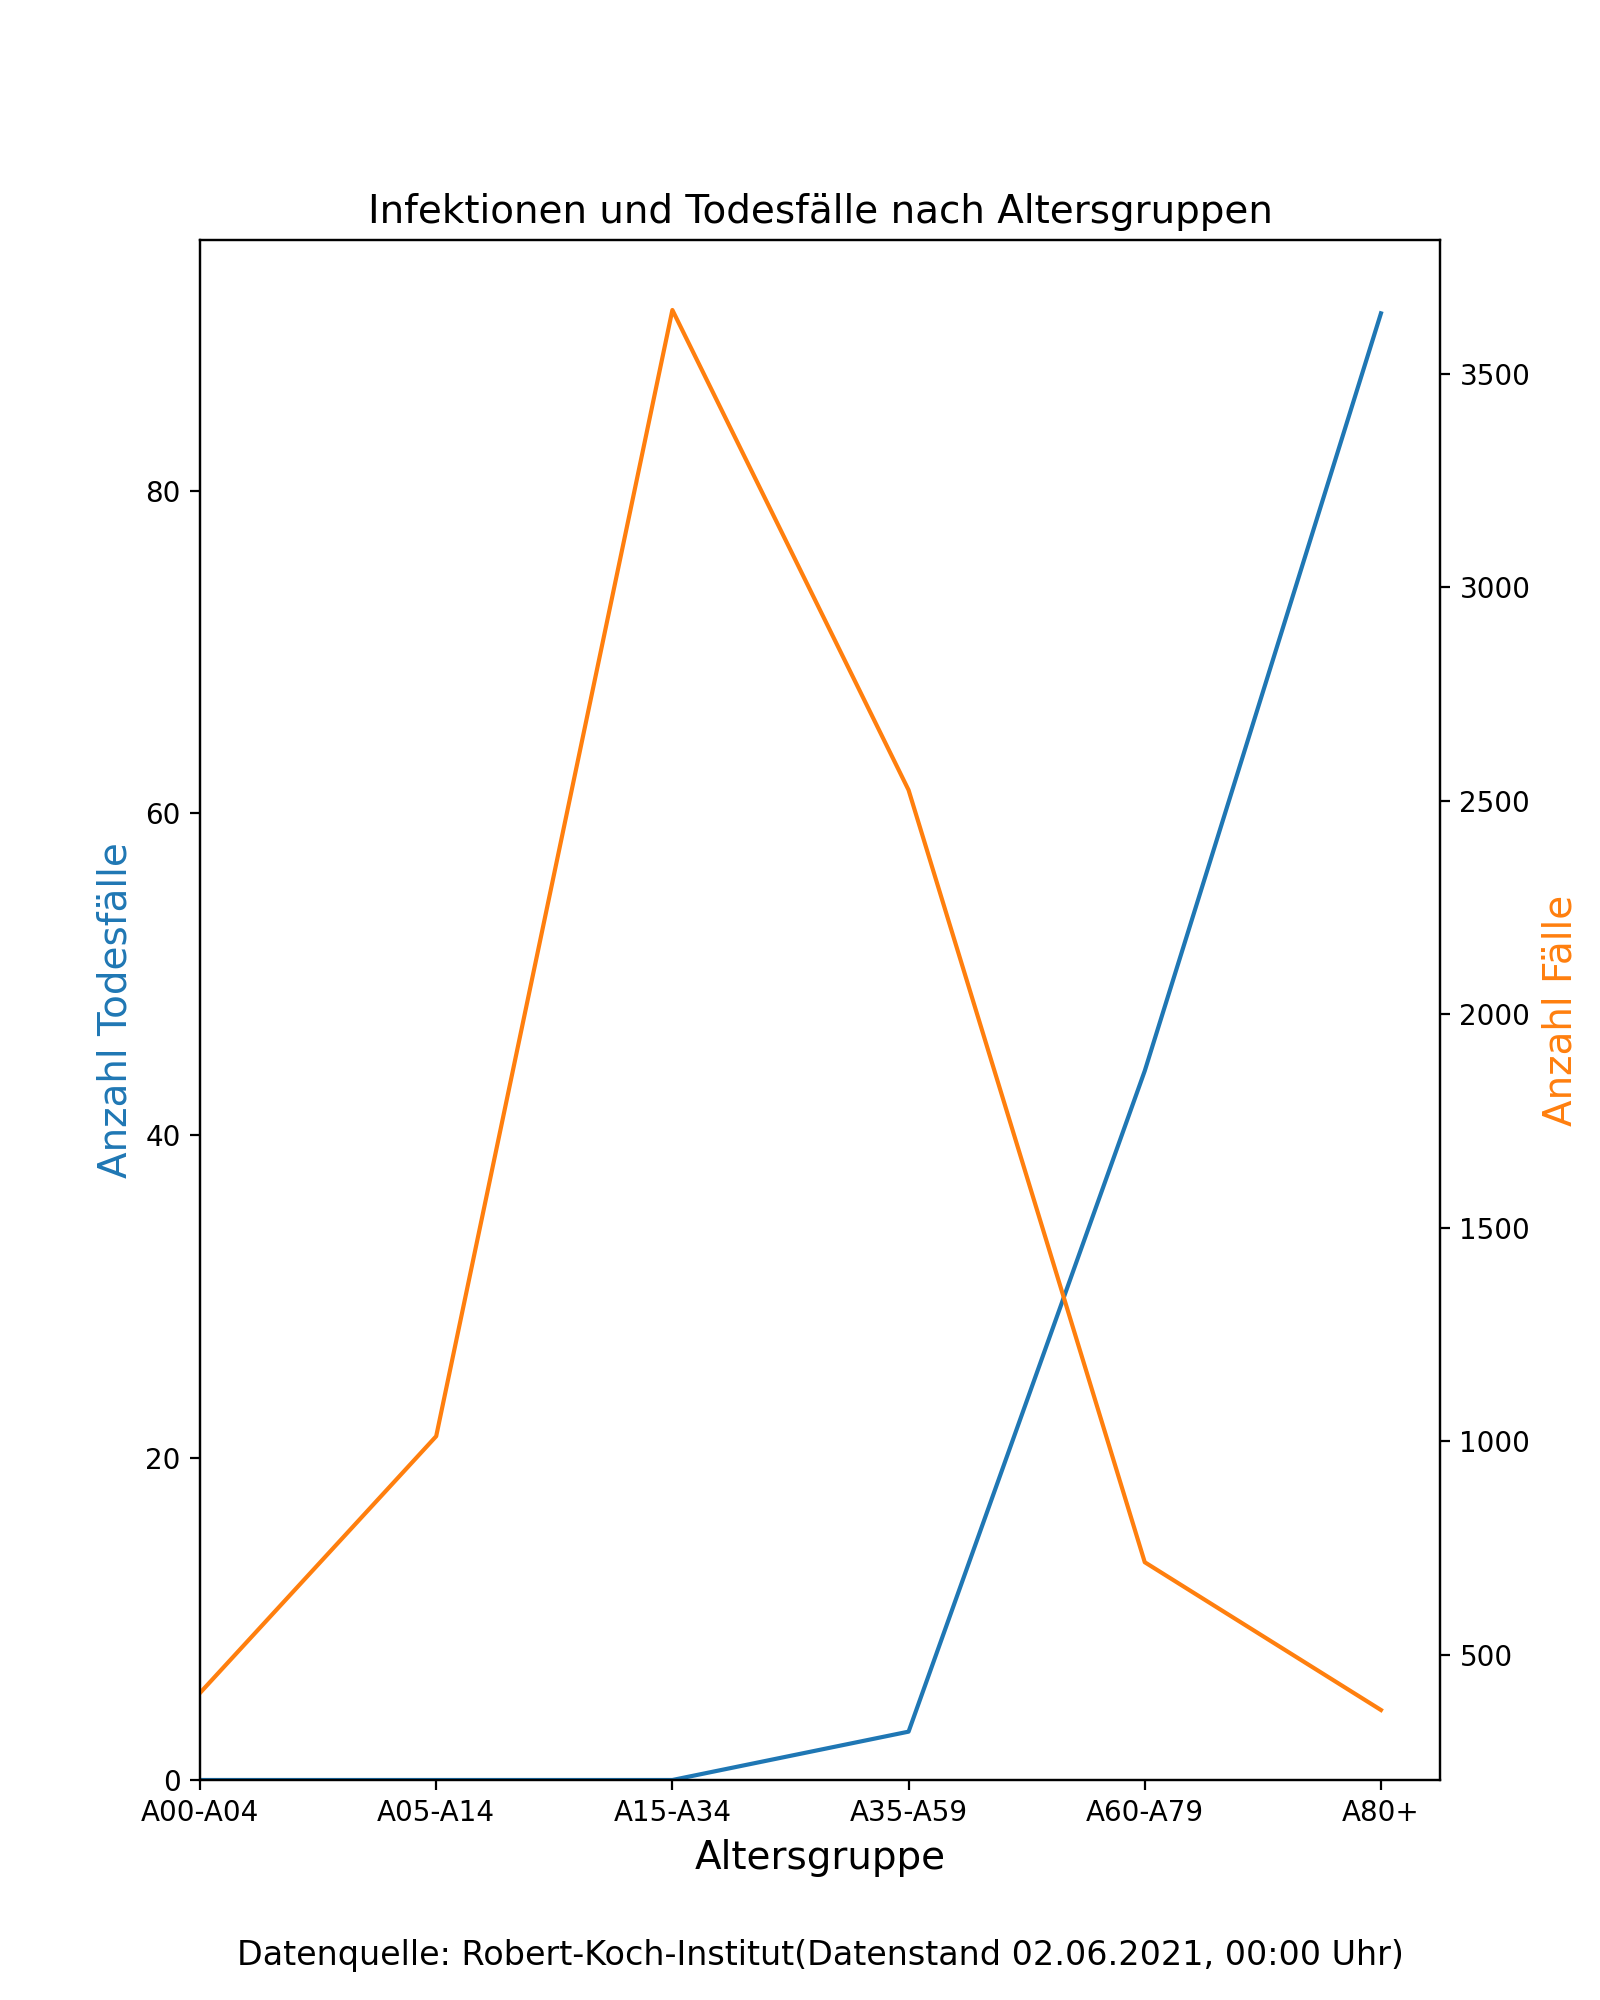 Infektionen und Todesfälle nach Altersgruppen
80
60
40
20
0
Anzahl Todesfälle
3500
3000
2500
2000
1500
1000
500
Anzahl Fälle
A00-A04 A05-A14 A15-A34 A35-A59 A60-A79 A80+
Altersgruppe
Datenquelle: Robert-Koch-Institut(Datenstand 02.06.2021, 00:00 Uhr)